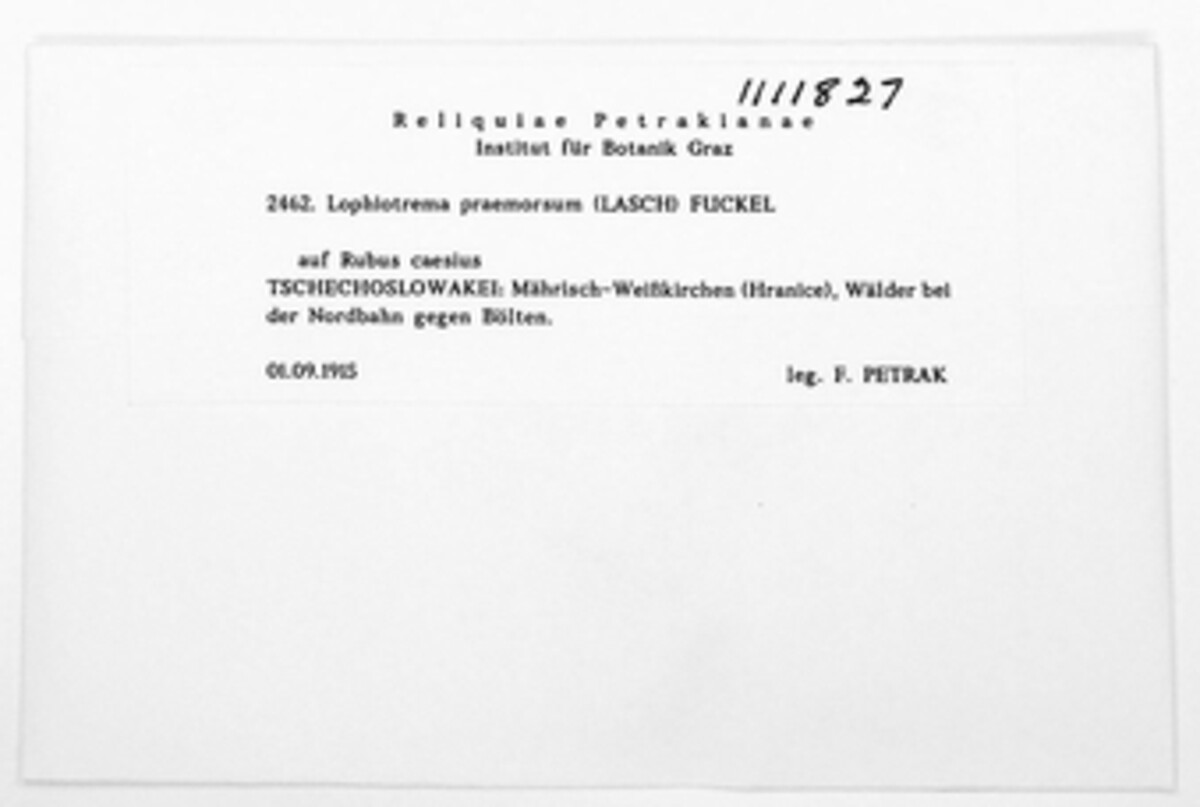 1111827
Reliquiae Petrakianae
Institut für Botanik Graz
2462. Lophiotrema praemorsum (LASCH) FUCKEL
auf Rubus caesius
TSCHECHOSLOWAKEI: Mährisch-Weißkirchen (Hranice), Wälder bei
der Nordbahn gegen Bölten.
01.09.1915
leg. F. PETRAK